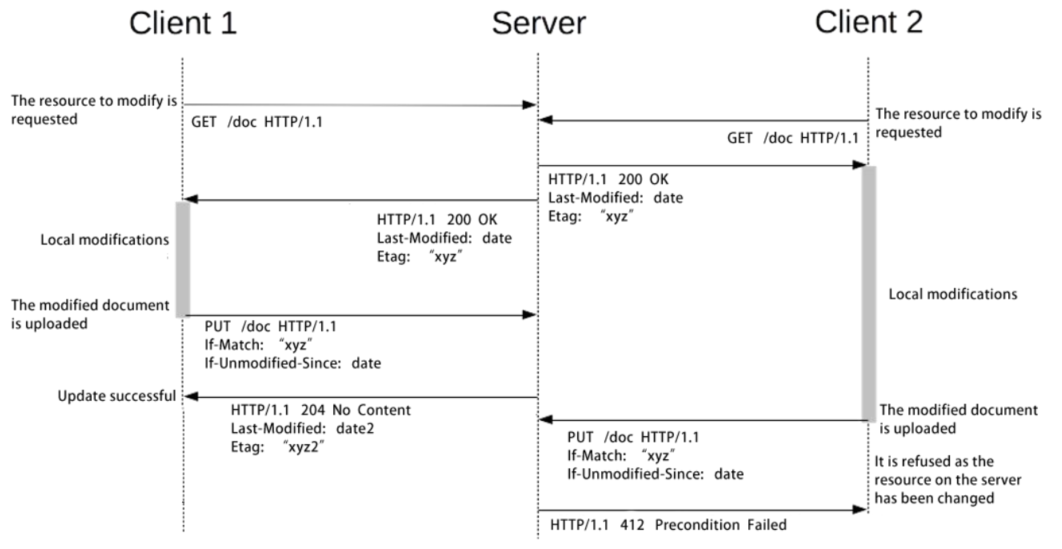 Client 1
Server
Client 2
The resource to modify is
requested
GET /doc HTTP/1.1
The resource to modify is
requested
GET /doc HTTP/1.1
HTTP/1.1 200 OK
Last-Modified: date
Etag: "xyz"
HTTP/1.1 200 OK
Last-Modified: date
Etag: "xyz"
Local modifications
Local modifications
The modified document
is uploaded
PUT /doc HTTP/1.1
If-Match: "xyz"
If-Unmodified-Since: date
Update successful
HTTP/1.1 204 No Content
Last-Modified: date2
Etag: "xyz2"
The modified document
is uploaded
PUT /doc HTTP/1.1
If-Match: "xyz"
If-Unmodified-Since: date
It is refused as the
resource on the server
has been changed
HTTP/1.1 412 Precondition Failed